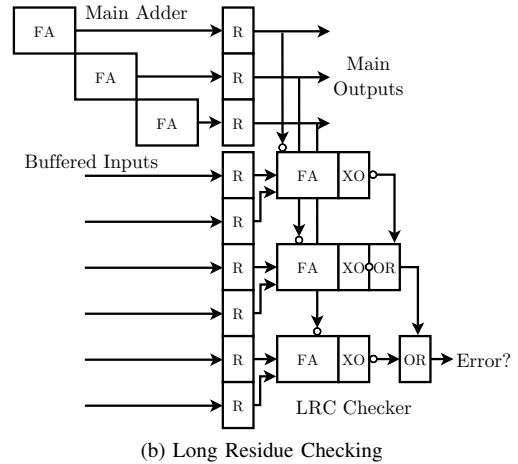 Main Adder
FA R
FA R
Main
Outputs
FA R
Buffered Inputs
R FA XO
R
R FA XO OR
R
R FA XO OR Error?
R
LRC Checker
(b) Long Residue Checking